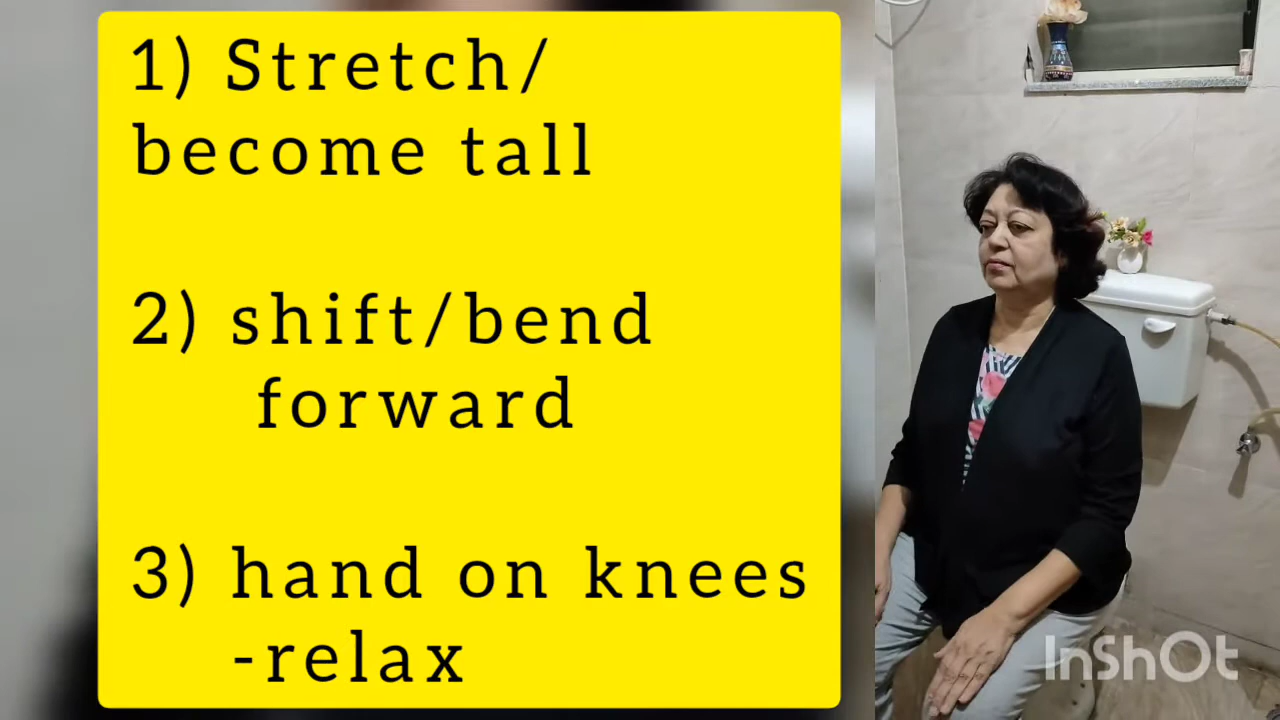 1) Stretch/
become tall
2) shift/bend
forward
3) hand on knees
-relax
InShOt